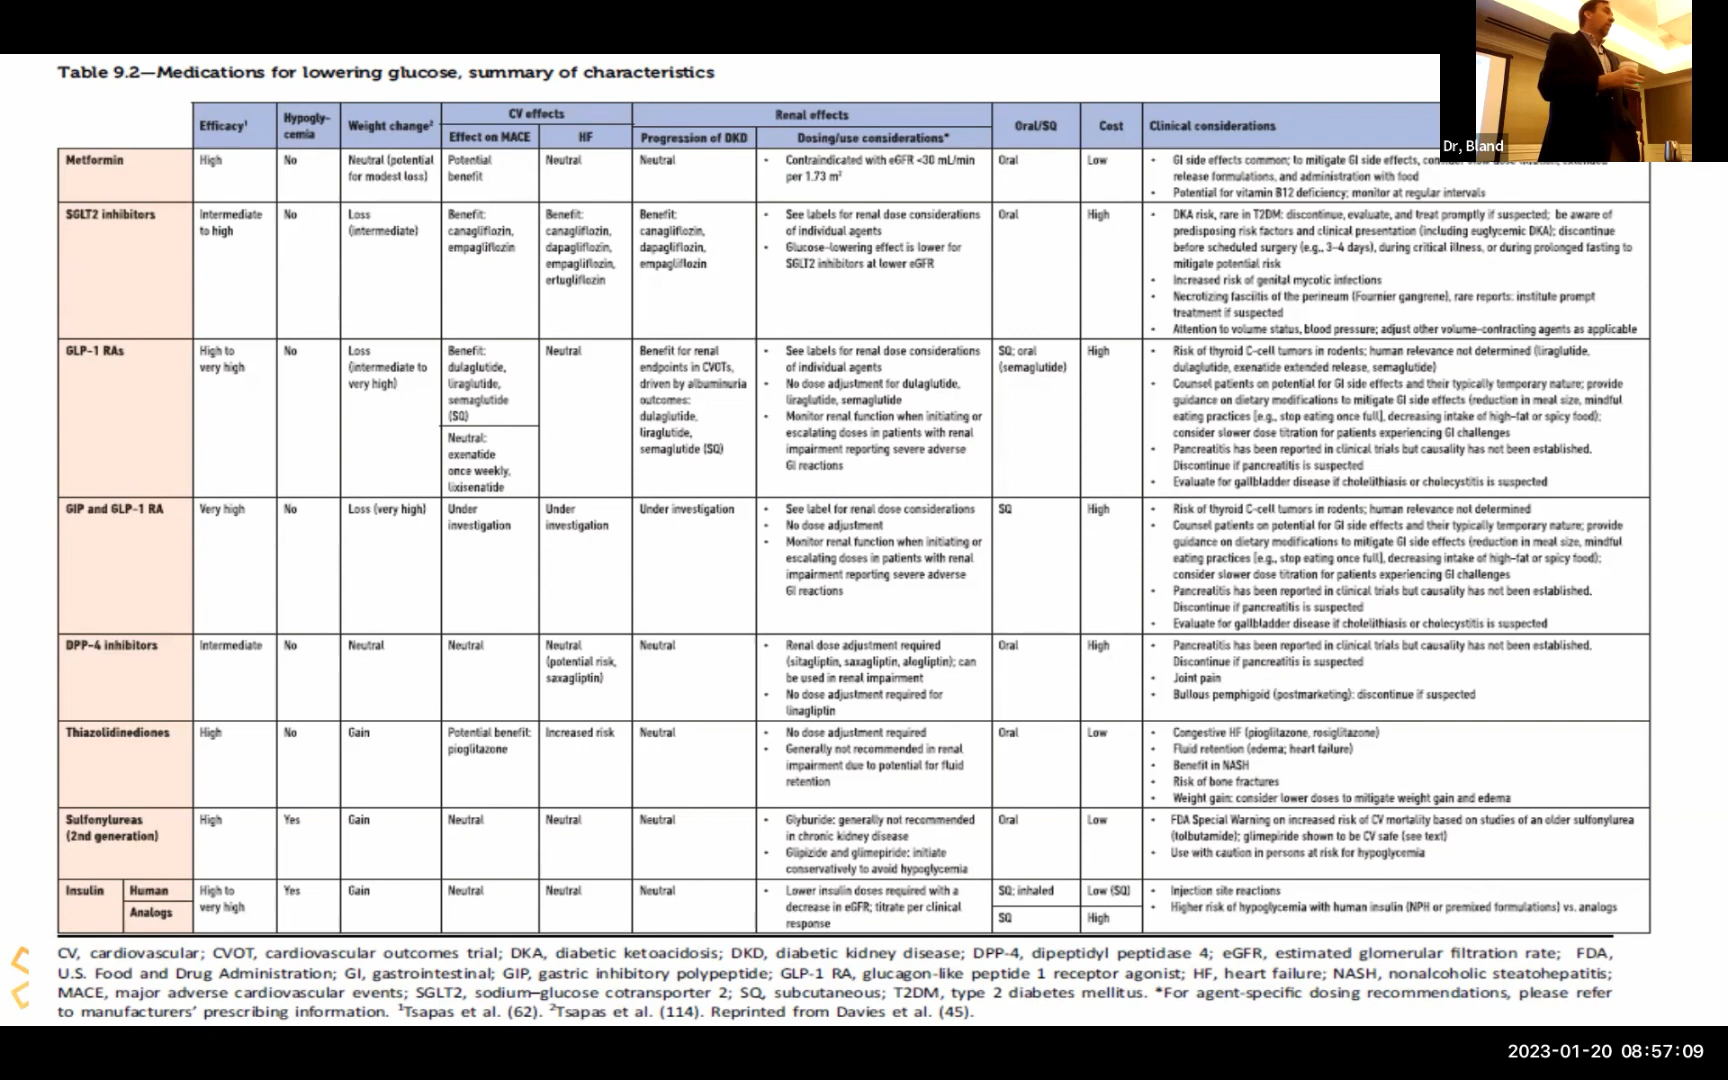 Table 9.2—Medications for lowering glucose, summary of characteristics
Dr, Bland
Efficacy¹
Hypogly-
cemia
Weight change²
CV effects
Effect on MACE
HF
Renal effects
Progression of DKD
Dosing/use considerations*
Oral/SQ
Cost
Clinical considerations
Metformin
High
No
Neutral (potential
for modest loss)
Potential
benefit
Neutral
Neutral
• Contraindicated with eGFR <30 mL/min
per 1.73 m²
Oral
Low
• GI side effects common; to mitigate GI side effects,
release formulations, and administration with food
• Potential for vitamin B12 deficiency; monitor at regular intervals
SGLT2 inhibitors
Intermediate
to high
No
Loss
(intermediate)
Benefit:
canagliflozin,
empagliflozin
Benefit:
canagliflozin,
dapagliflozin,
empagliflozin,
ertugliflozin
Benefit:
canagliflozin,
dapagliflozin,
empagliflozin
• See labels for renal dose considerations
of individual agents
• Glucose-lowering effect is lower for
SGLT2 inhibitors at lower eGFR
Oral
High
• DKA risk, rare in T2DM: discontinue, evaluate, and treat promptly if suspected; be aware of
predisposing risk factors and clinical presentation (including euglycemic DKA); discontinue
before scheduled surgery (e.g., 3–4 days), during critical illness, or during prolonged fasting to
mitigate potential risk
• Increased risk of genital mycotic infections
• Necrotizing fasciitis of the perineum (Fournier gangrene), rare reports: institute prompt
treatment if suspected
• Attention to volume status, blood pressure; adjust other volume-contracting agents as applicable
GLP-1 RAs
High to
very high
No
Loss
(intermediate to
very high)
Benefit:
dulaglutide,
liraglutide,
semaglutide
(SQ)
Neutral:
exenatide
once weekly,
lixisenatide
Neutral
Benefit for renal
endpoints in CVOTs,
driven by albuminuria
outcomes:
dulaglutide,
liraglutide,
semaglutide (SQ)
• See labels for renal dose considerations
of individual agents
• No dose adjustment for dulaglutide,
liraglutide, semaglutide
• Monitor renal function when initiating or
escalating doses in patients with renal
impairment reporting severe adverse
GI reactions
SQ; oral
(semaglutide)
High
• Risk of thyroid C-cell tumors in rodents; human relevance not determined (liraglutide,
dulaglutide, exenatide extended release, semaglutide)
• Counsel patients on potential for GI side effects and their typically temporary nature; provide
guidance on dietary modifications to mitigate GI side effects (reduction in meal size, mindful
eating practices [e.g., stop eating once full], decreasing intake of high-fat or spicy food);
consider slower dose titration for patients experiencing GI challenges
• Pancreatitis has been reported in clinical trials but causality has not been established.
Discontinue if pancreatitis is suspected
• Evaluate for gallbladder disease if cholelithiasis or cholecystitis is suspected
GIP and GLP-1 RA
Very high
No
Loss (very high)
Under
investigation
Under
investigation
Under investigation
• See label for renal dose considerations
• No dose adjustment
• Monitor renal function when initiating or
escalating doses in patients with renal
impairment reporting severe adverse
GI reactions
SQ
High
• Risk of thyroid C-cell tumors in rodents; human relevance not determined
• Counsel patients on potential for GI side effects and their typically temporary nature; provide
guidance on dietary modifications to mitigate GI side effects (reduction in meal size, mindful
eating practices [e.g., stop eating once full], decreasing intake of high-fat or spicy food);
consider slower dose titration for patients experiencing GI challenges
• Pancreatitis has been reported in clinical trials but causality has not been established.
Discontinue if pancreatitis is suspected
• Evaluate for gallbladder disease if cholelithiasis or cholecystitis is suspected
DPP-4 inhibitors
Intermediate
No
Neutral
Neutral
Neutral
(potential risk,
saxagliptin)
Neutral
• Renal dose adjustment required
(sitagliptin, saxagliptin, alogliptin); can
be used in renal impairment
• No dose adjustment required for
linagliptin
Oral
High
• Pancreatitis has been reported in clinical trials but causality has not been established.
Discontinue if pancreatitis is suspected
• Joint pain
• Bullous pemphigoid (postmarketing): discontinue if suspected
Thiazolidinediones
High
No
Gain
Potential benefit:
pioglitazone
Increased risk
Neutral
• No dose adjustment required
• Generally not recommended in renal
impairment due to potential for fluid
retention
Oral
Low
• Congestive HF (pioglitazone, rosiglitazone)
• Fluid retention (edema; heart failure)
• Benefit in NASH
• Risk of bone fractures
• Weight gain: consider lower doses to mitigate weight gain and edema
Sulfonylureas
(2nd generation)
High
Yes
Gain
Neutral
Neutral
Neutral
• Glyburide: generally not recommended
in chronic kidney disease
• Glipizide and glimepiride: initiate
conservatively to avoid hypoglycemia
Oral
Low
• FDA Special Warning on increased risk of CV mortality based on studies of an older sulfonylurea
(tolbutamide); glimepiride shown to be CV safe (see text)
• Use with caution in persons at risk for hypoglycemia
Insulin
Human
Analogs
High to
very high
Yes
Gain
Neutral
Neutral
Neutral
• Lower insulin doses required with a
decrease in eGFR; titrate per clinical
response
SQ; inhaled
SQ
Low (SQ)
High
• Injection site reactions
• Higher risk of hypoglycemia with human insulin (NPH or premixed formulations) vs. analogs
CV, cardiovascular; CVOT, cardiovascular outcomes trial; DKA, diabetic ketoacidosis; DKD, diabetic kidney disease; DPP-4, dipeptidyl peptidase 4; eGFR, estimated glomerular filtration rate; FDA,
U.S. Food and Drug Administration; GI, gastrointestinal; GIP, gastric inhibitory polypeptide; GLP-1 RA, glucagon-like peptide 1 receptor agonist; HF, heart failure; NASH, nonalcoholic steatohepatitis;
MACE, major adverse cardiovascular events; SGLT2, sodium–glucose cotransporter 2; SQ, subcutaneous; T2DM, type 2 diabetes mellitus. *For agent-specific dosing recommendations, please refer
to manufacturers’ prescribing information. ¹Tsapas et al. (62). ²Tsapas et al. (114). Reprinted from Davies et al. (45).
2023-01-20 08:57:09